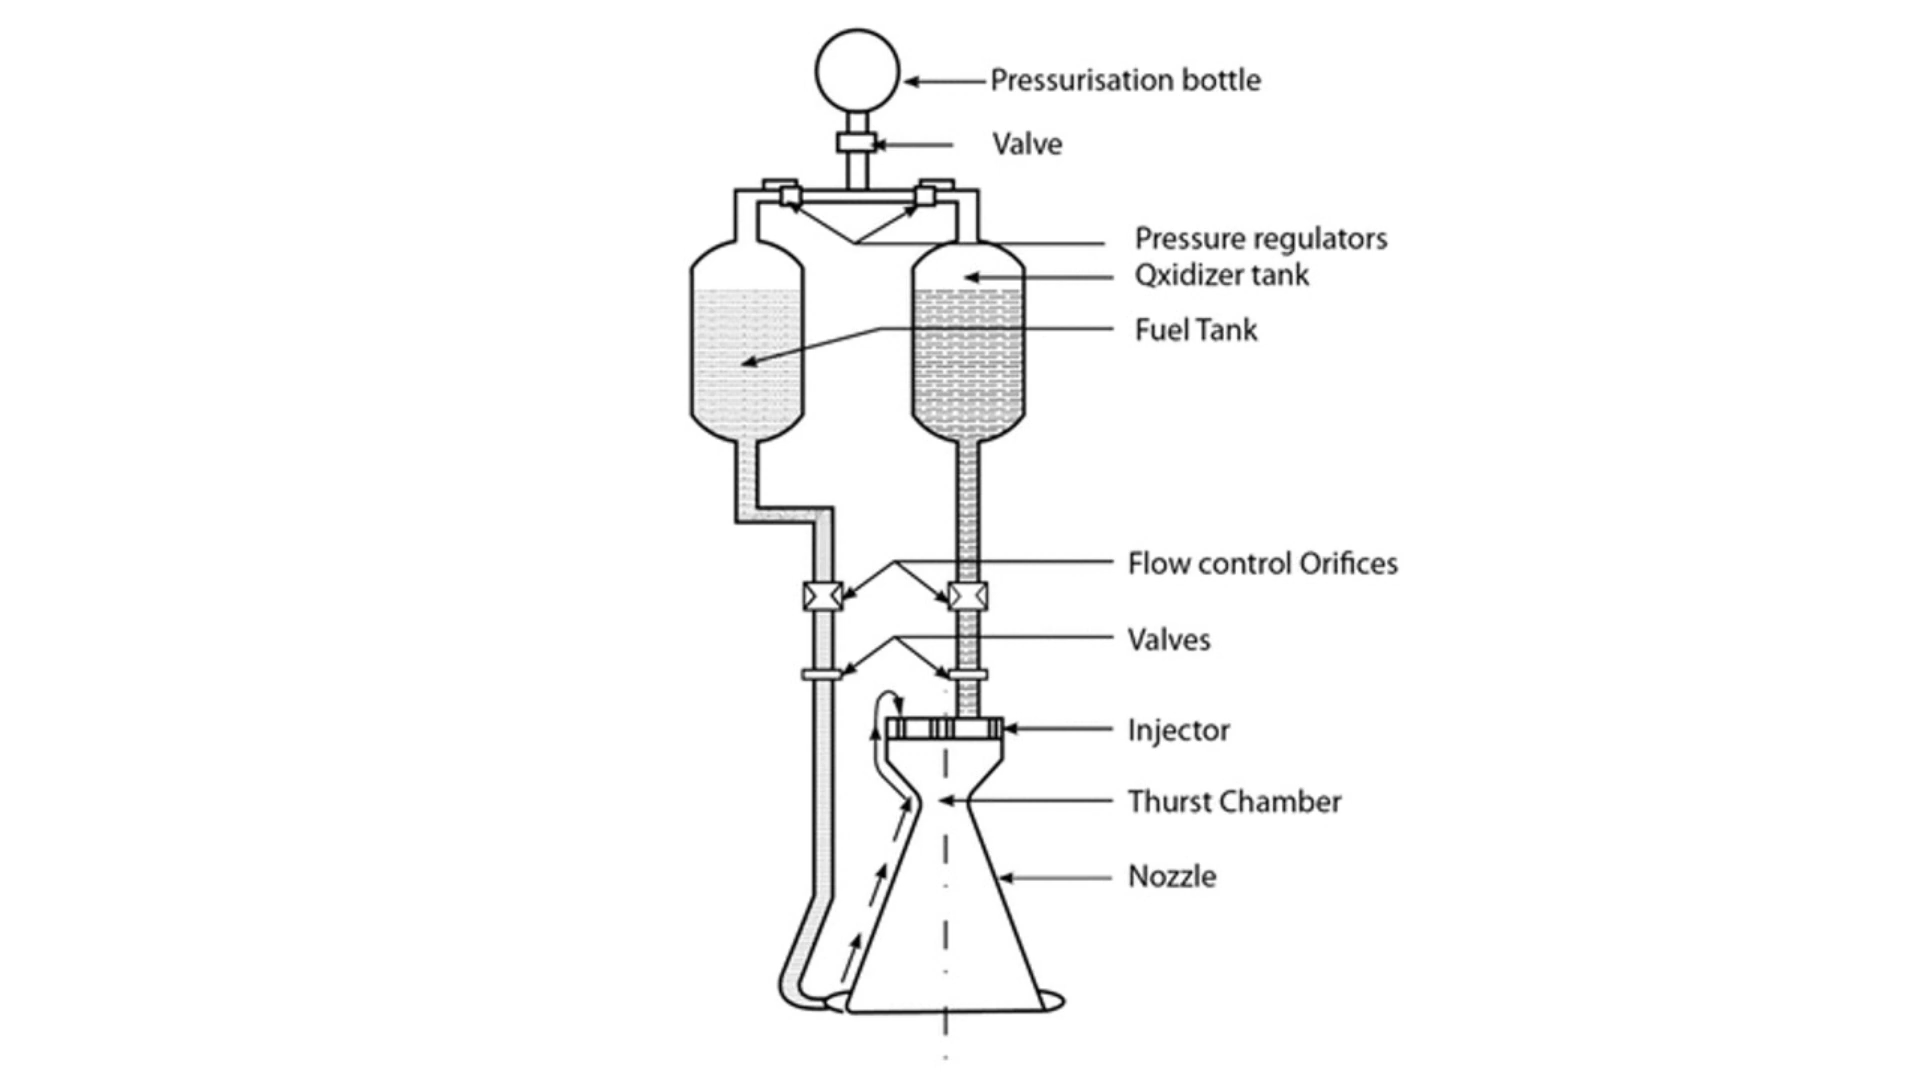 Pressurisation bottle
Valve
Pressure regulators
Qxidizer tank
Fuel Tank
Flow control Orifices
Valves
Injector
Thurst Chamber
Nozzle